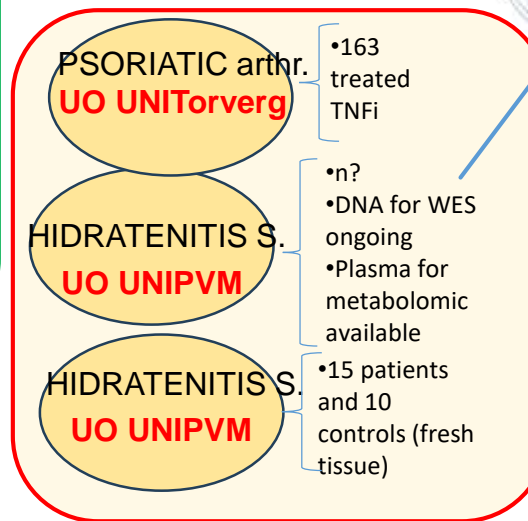 PSORIATIC arthr.
UO UNITorverg
•163
treated
TNFi
HIDRATENITIS S.
UO UNIPVM
•n?
•DNA for WES
ongoing
•Plasma for
metabolomic
available
HIDRATENITIS S.
UO UNIPVM
•15 patients
and 10
controls (fresh
tissue)